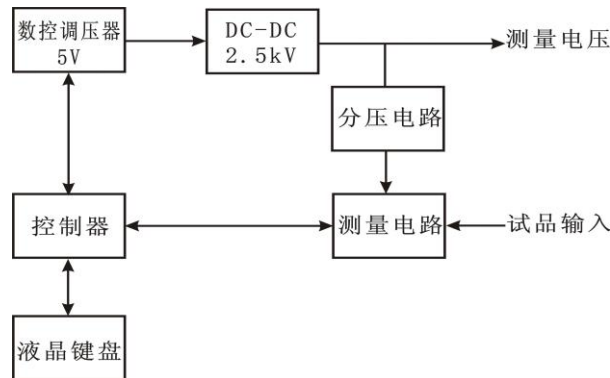 数控调压器
5V
DC-DC
2.5kV
测量电压
分压电路
控制器
测量电路
试品输入
液晶键盘